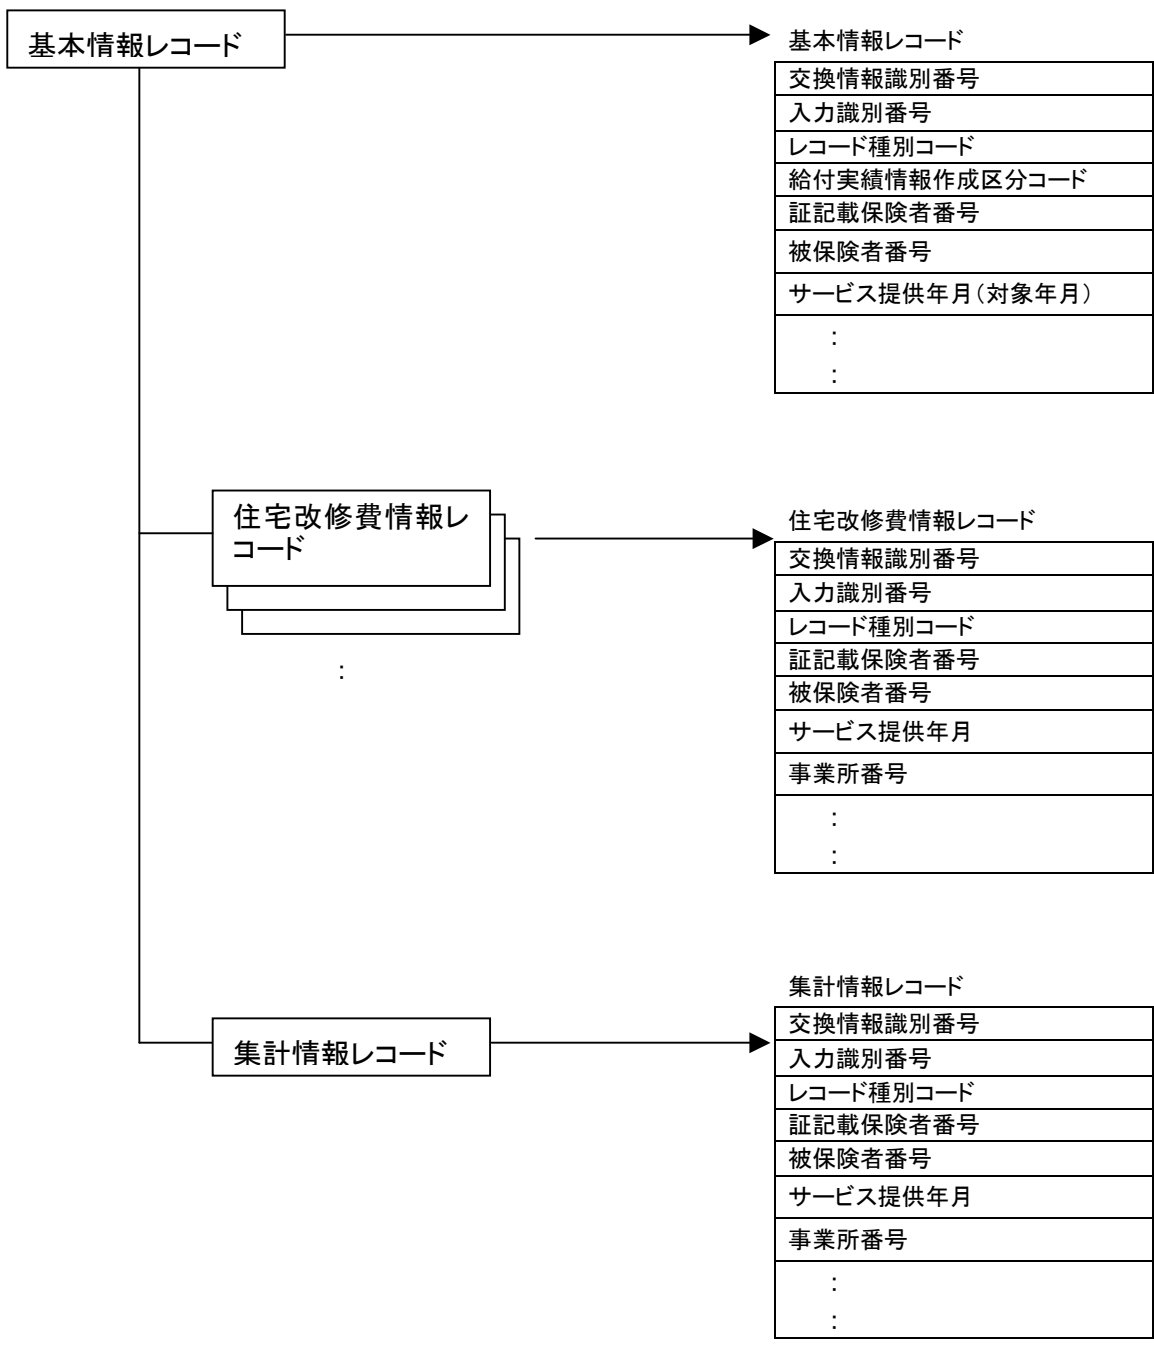 基本情報レコード
基本情報レコード
交換情報識別番号
入力識別番号
レコード種別コード
給付実績情報作成区分コード
証記載保険者番号
被保険者番号
サービス提供年月（対象年月）
：
：
住宅改修費情報レ
コード
：
住宅改修費情報レコード
交換情報識別番号
入力識別番号
レコード種別コード
証記載保険者番号
被保険者番号
サービス提供年月
事業所番号
：
：
集計情報レコード
集計情報レコード
交換情報識別番号
入力識別番号
レコード種別コード
証記載保険者番号
被保険者番号
サービス提供年月
事業所番号
：
：